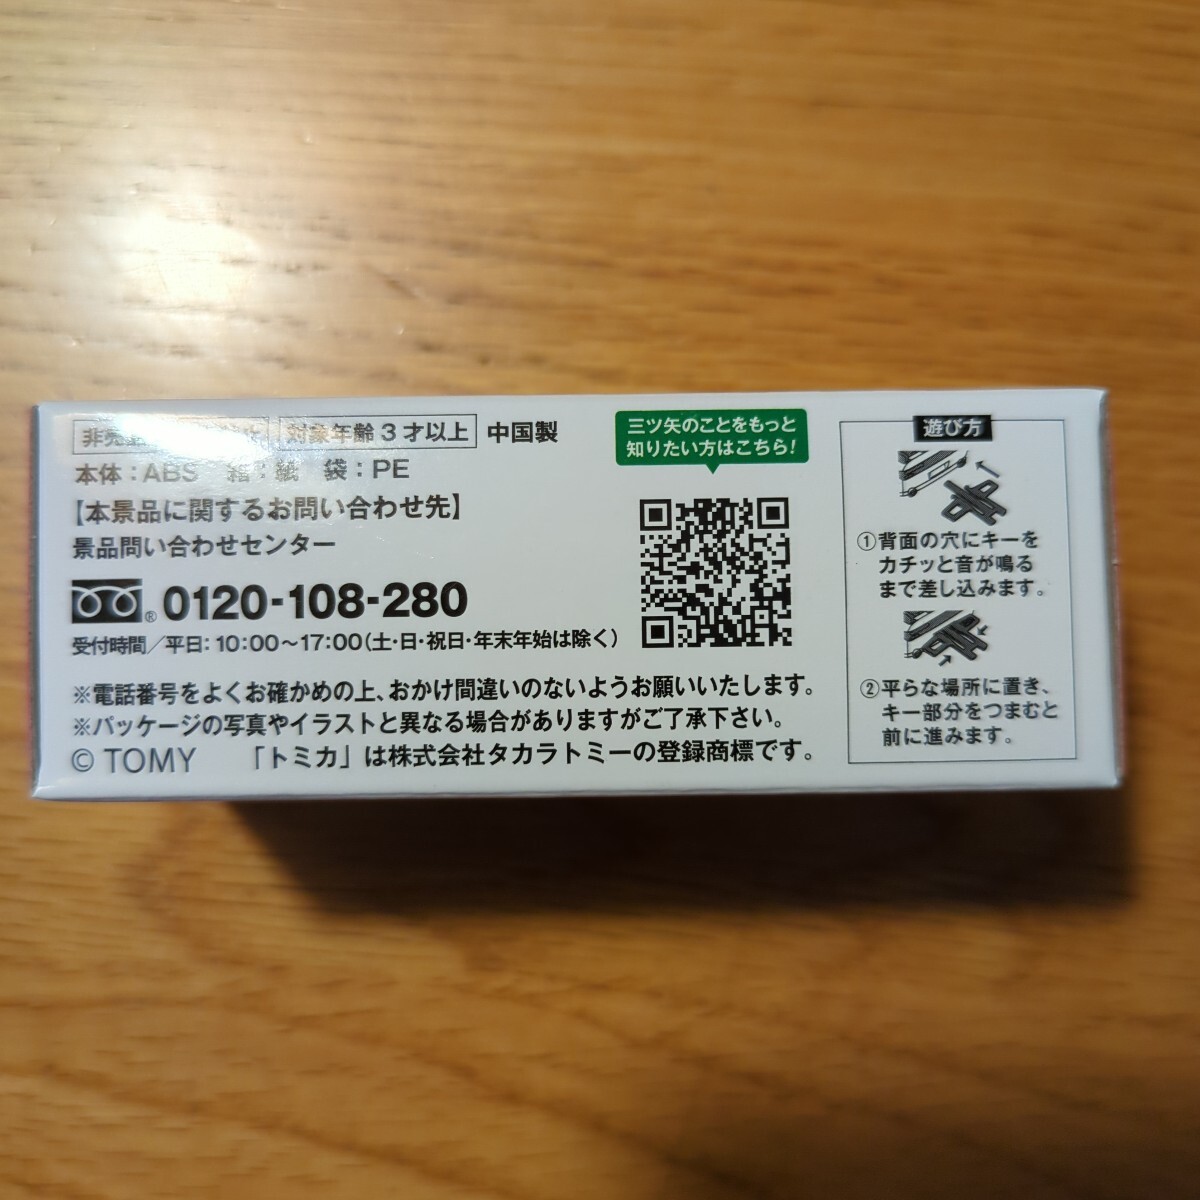 非売 対象年齢3才以上 中国製
本体:ABS 箱:紙 袋:PE
【本景品に関するお問い合わせ先】
景品問い合わせセンター
® 0120-108-280
受付時間/平日:10:00〜17:00(土・日・祝日・年末年始は除く)
※電話番号をよくお確かめの上、おかけ間違いのないようお願いいたします。
※パッケージの写真やイラストと異なる場合がありますがご了承下さい。
© TOMY 「トミカ」は株式会社タカラトミーの登録商標です。
三ツ矢のことをもっと
知りたい方はこちら!
遊び方
①背面の穴にキーを
カチッと音が鳴る
まで差し込みます。
②平らな場所に置き、
キー部分をつまむと
前に進みます。